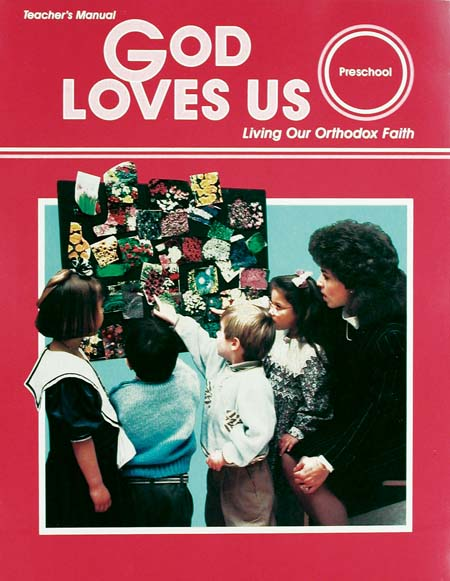 Teacher's Manual
GOD
LOVES US
Preschool
Living Our Orthodox Faith